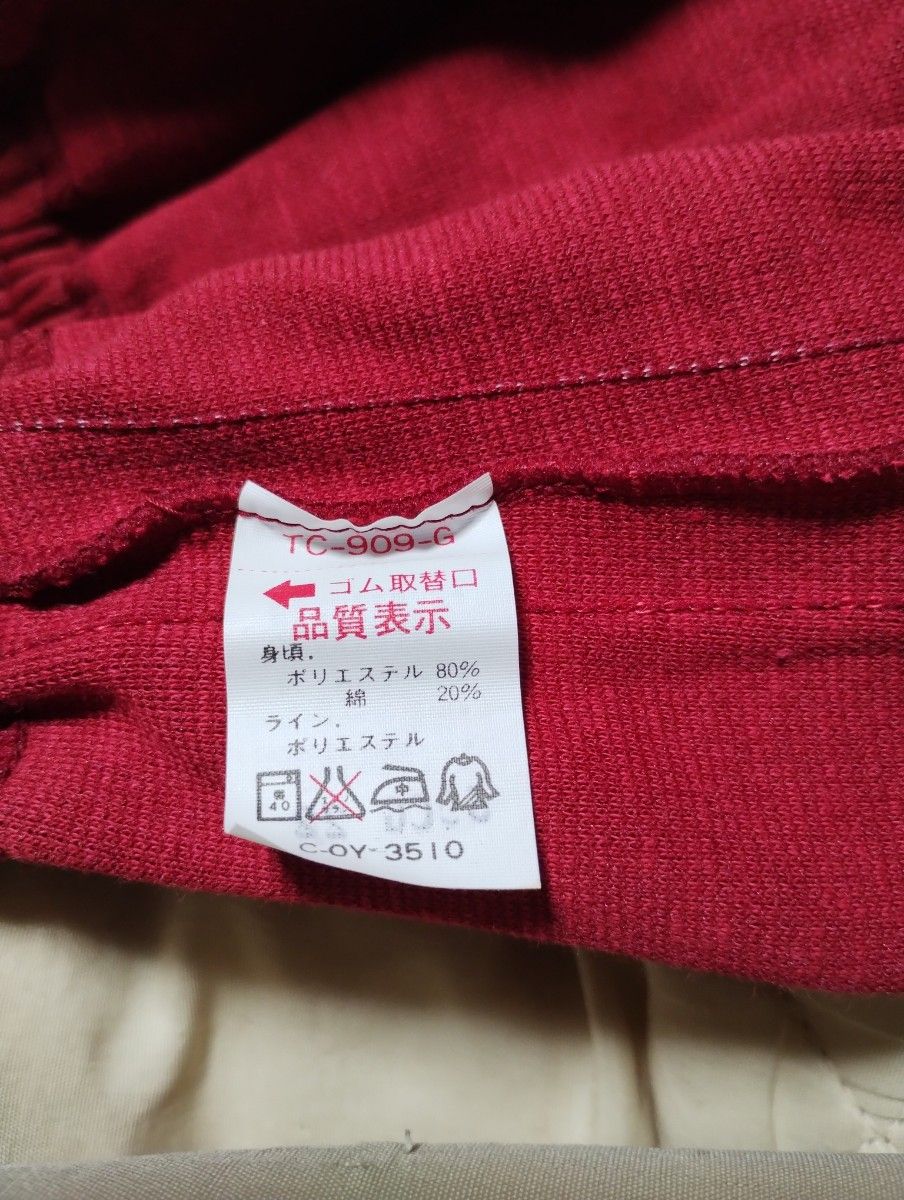 TC-909-G
← ゴム取替口
品質表示
身頃.
ポリエステル 80%
綿 20%
ライン.
ポリエステル
40
中
C-OY-3510